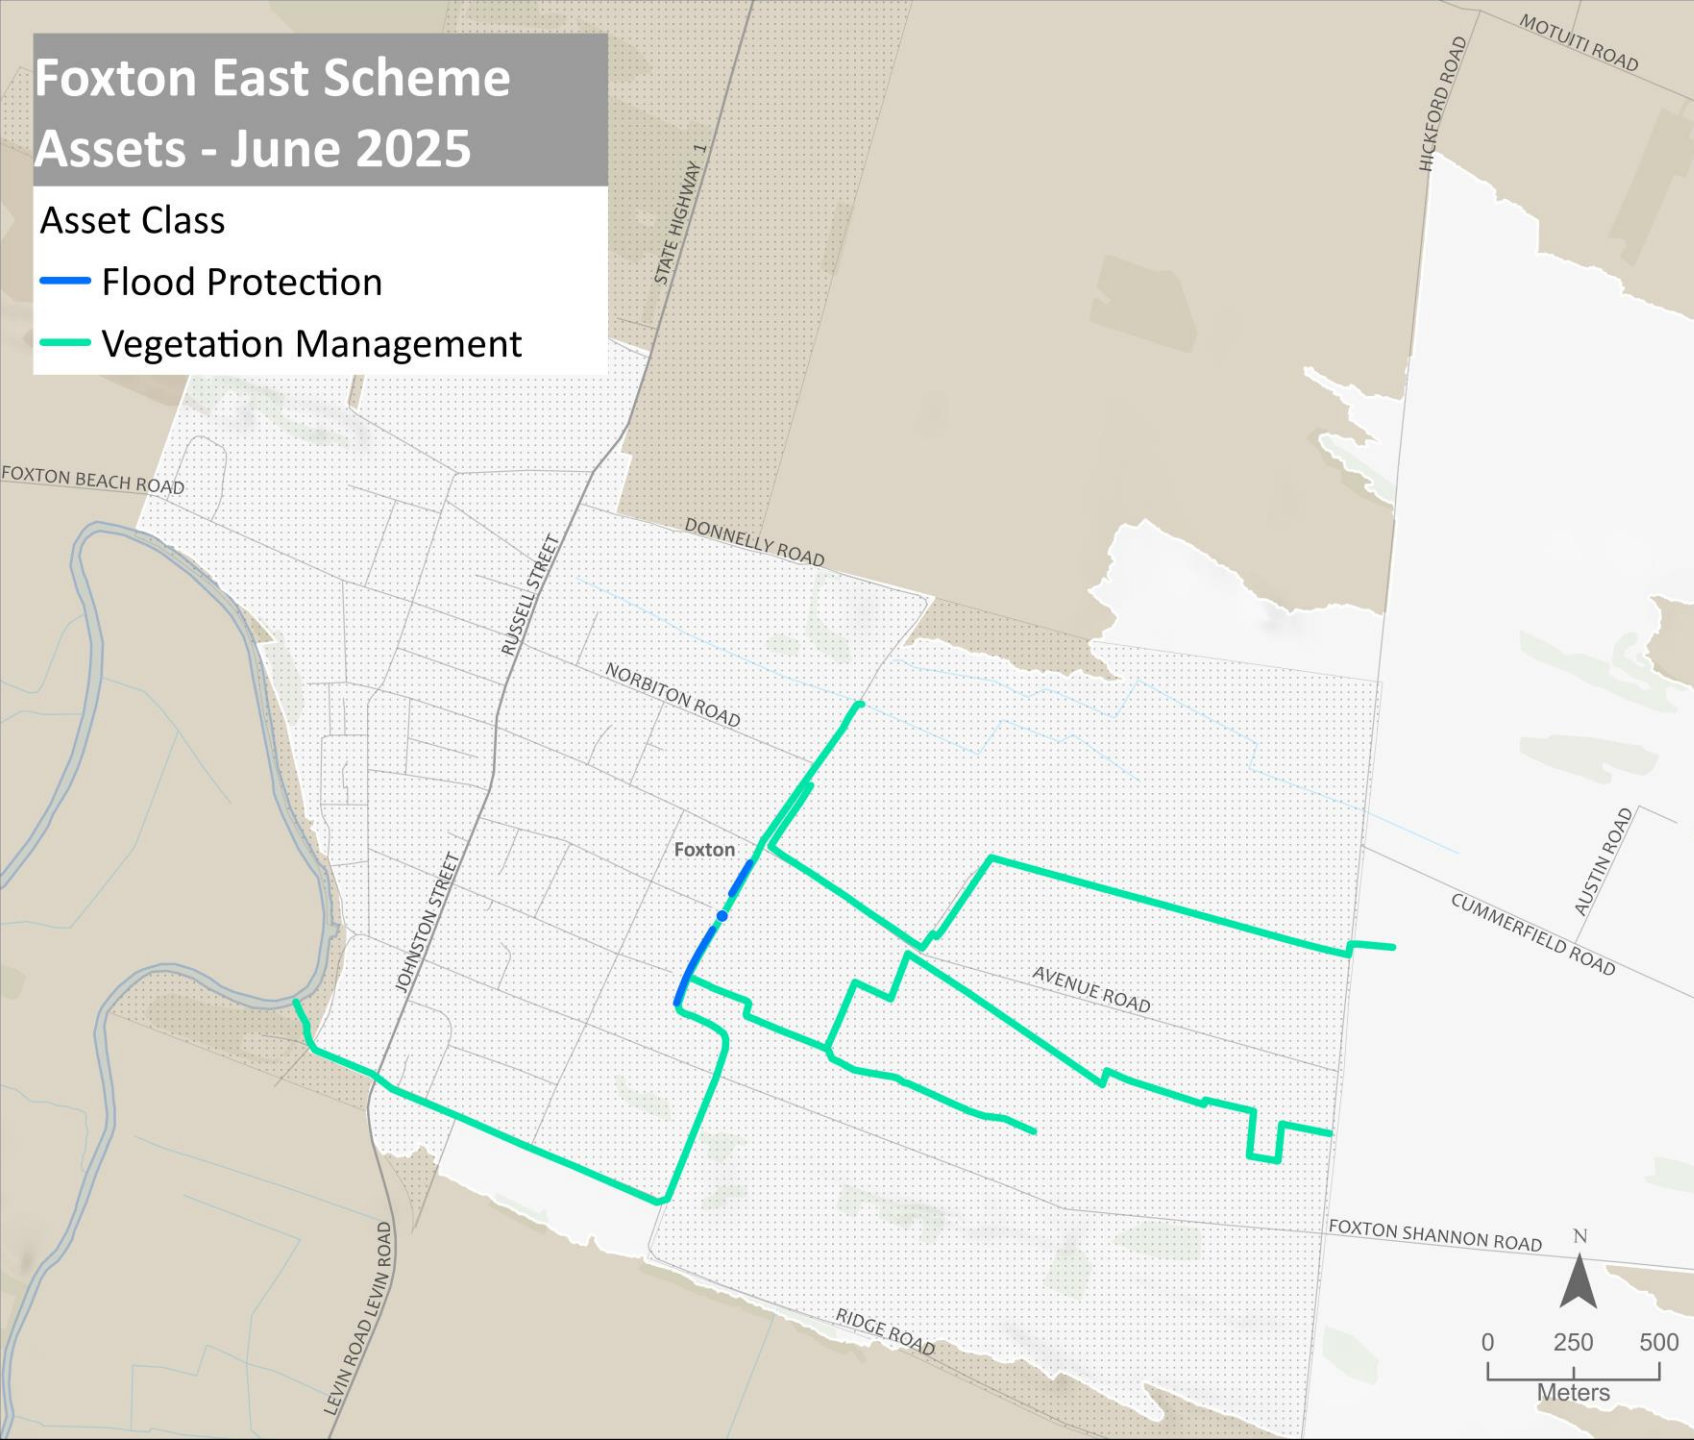 Foxton East Scheme
Assets - June 2025
Asset Class
Flood Protection
Vegetation Management
MOTUITI ROAD
HICKFORD ROAD
STATE HIGHWAY 1
FOXTON BEACH ROAD
DONNELLY ROAD
RUSSELL STREET
NORBITON ROAD
Foxton
JOHNSTON STREET
AUSTIN ROAD
CUMMERFIELD ROAD
AVENUE ROAD
FOXTON SHANNON ROAD
LEVIN ROAD LEVIN ROAD
RIDGE ROAD
N
0 250 500
Meters